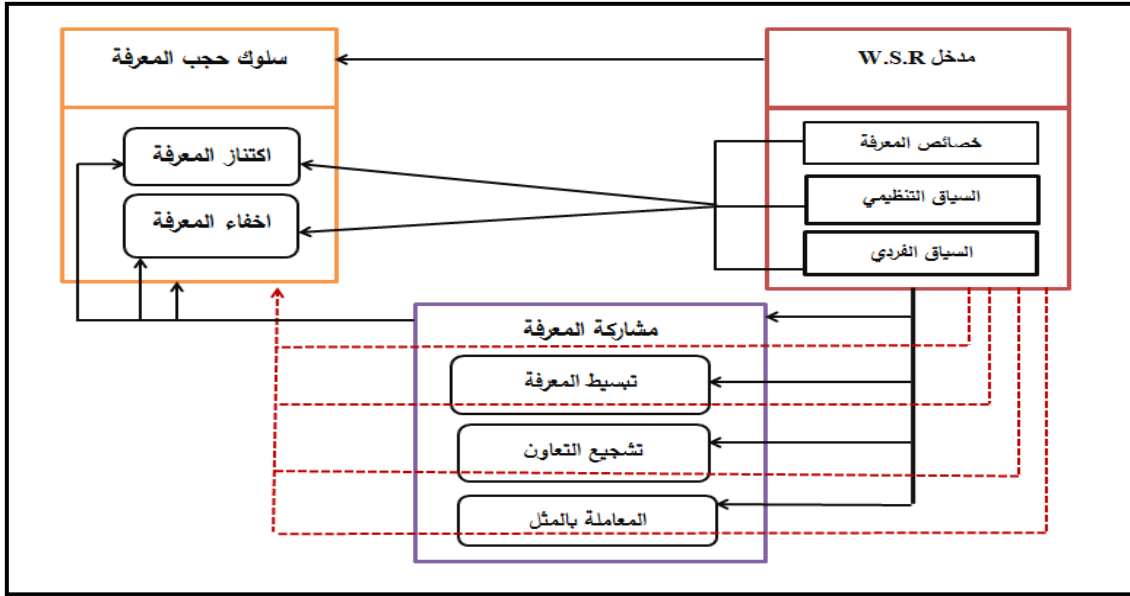 مدخل W.S.R
سلوك حجب المعرفة
خصائص المعرفة
السياق التنظيمي
السياق الفردي
اكتناز المعرفة
اخفاء المعرفة
مشاركة المعرفة
تبسيط المعرفة
تشجيع التعاون
المعاملة بالمثل